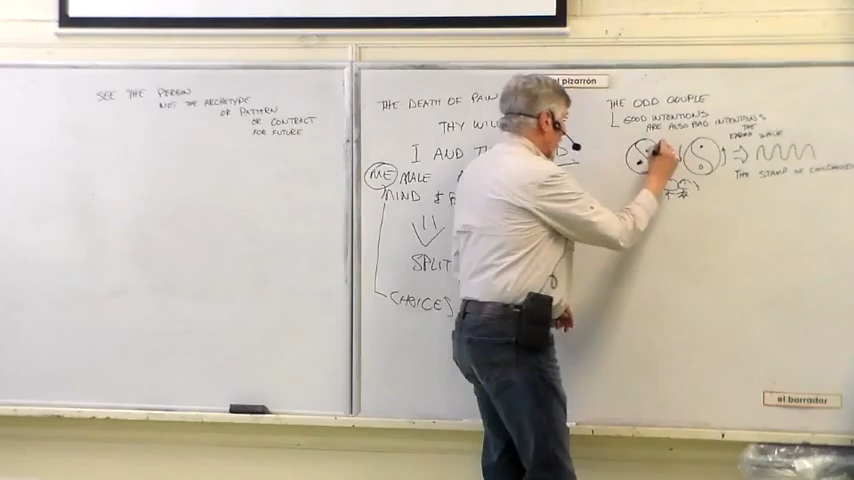 SEE THE PERSON
NOT THE ARCHETYPE
OR PATTERN
OR CONTRACT
FOR FUTURE
THE DEATH OF PAIN
THY WILL
I AND
ME MALE
MIND &
SPLIT
CHOICES
el pizarrón
THE ODD COUPLE
GOOD INTENTIONS
ARE ALSO BAD INTENTIONS
THE
KARMA WAVE
THE STAMP OF
el borrador